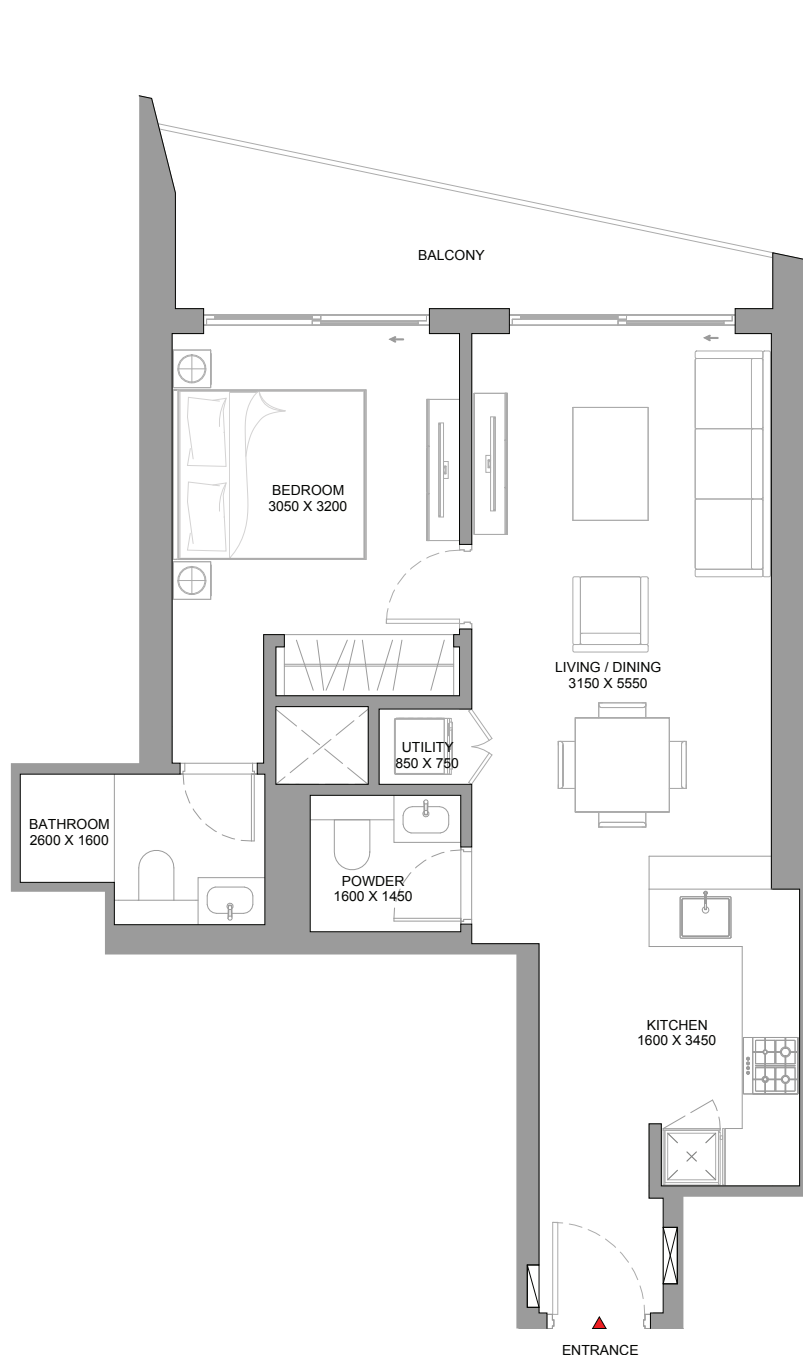 BALCONY
BEDROOM
3050 X 3200
LIVING / DINING
3150 X 5550
UTILITY
850 X 750
BATHROOM
2600 X 1600
POWDER
1600 X 1450
KITCHEN
1600 X 3450
ENTRANCE